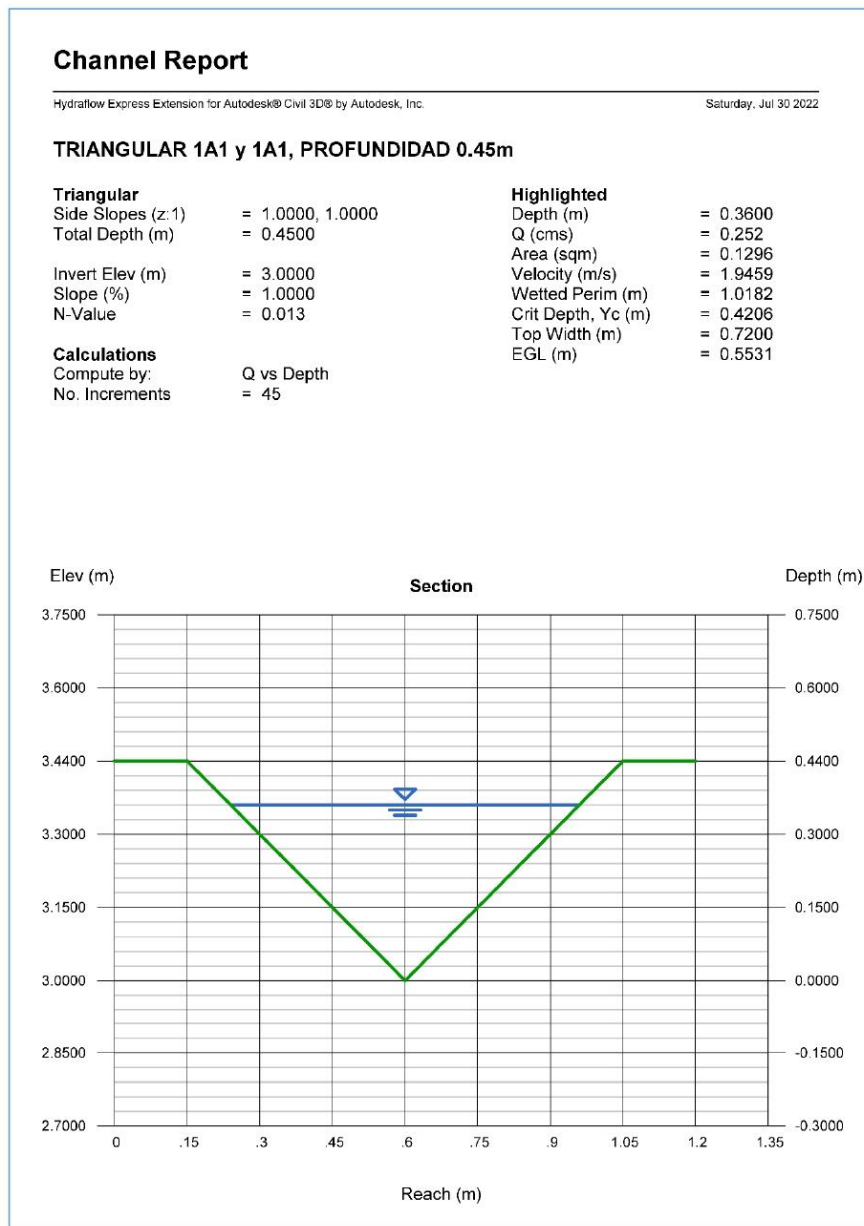 Channel Report
Hydraflow Express Extension for Autodesk® Civil 3D® by Autodesk, Inc. Saturday, Jul 30 2022
TRIANGULAR 1A1 y 1A1, PROFUNDIDAD 0.45m
Triangular
Side Slopes (z:1) = 1.0000, 1.0000
Total Depth (m) = 0.4500
Invert Elev (m) = 3.0000
Slope (%) = 1.0000
N-Value = 0.013
Calculations
Compute by: Q vs Depth
No. Increments = 45
Highlighted
Depth (m) = 0.3600
Q (cms) = 0.252
Area (sqm) = 0.1296
Velocity (m/s) = 1.9459
Wetted Perim (m) = 1.0182
Crit Depth, Yc (m) = 0.4206
Top Width (m) = 0.7200
EGL (m) = 0.5531
Elev (m) Section Depth (m)
3.7500 0.7500
3.6000 0.6000
3.4400 0.4400
3.3000 0.3000
3.1500 0.1500
3.0000 0.0000
2.8500 -0.1500
2.7000 -0.3000
0 .15 .3 .45 .6 .75 .9 1.05 1.2 1.35
Reach (m)